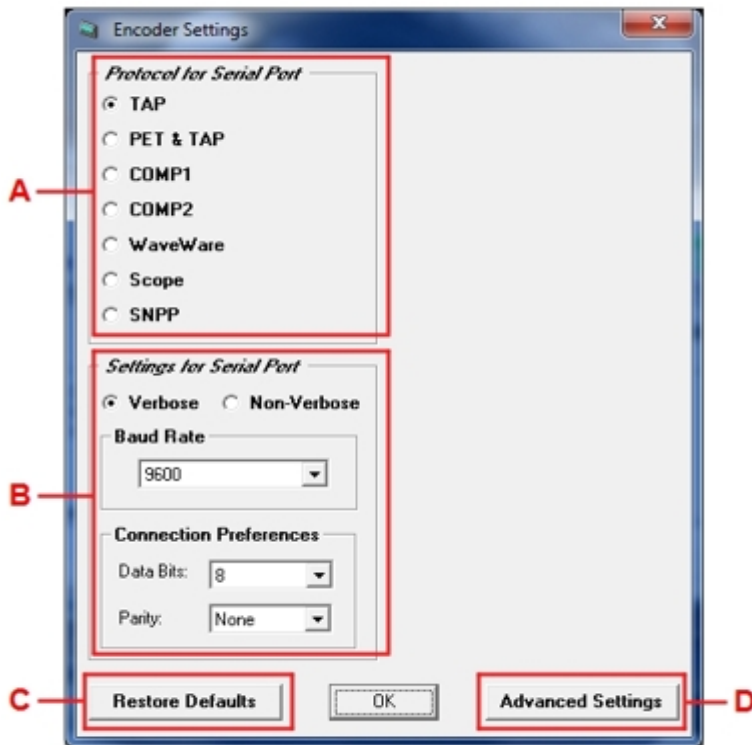 Encoder Settings
Protocol for Serial Port
TAP
PET & TAP
COMP1
A
COMP2
WaveWare
Scope
SNPP
Settings for Serial Port
Verbose Non-Verbose
Baud Rate
9600
B
Connection Preferences
Data Bits: 8
Parity: None
C Restore Defaults OK Advanced Settings D